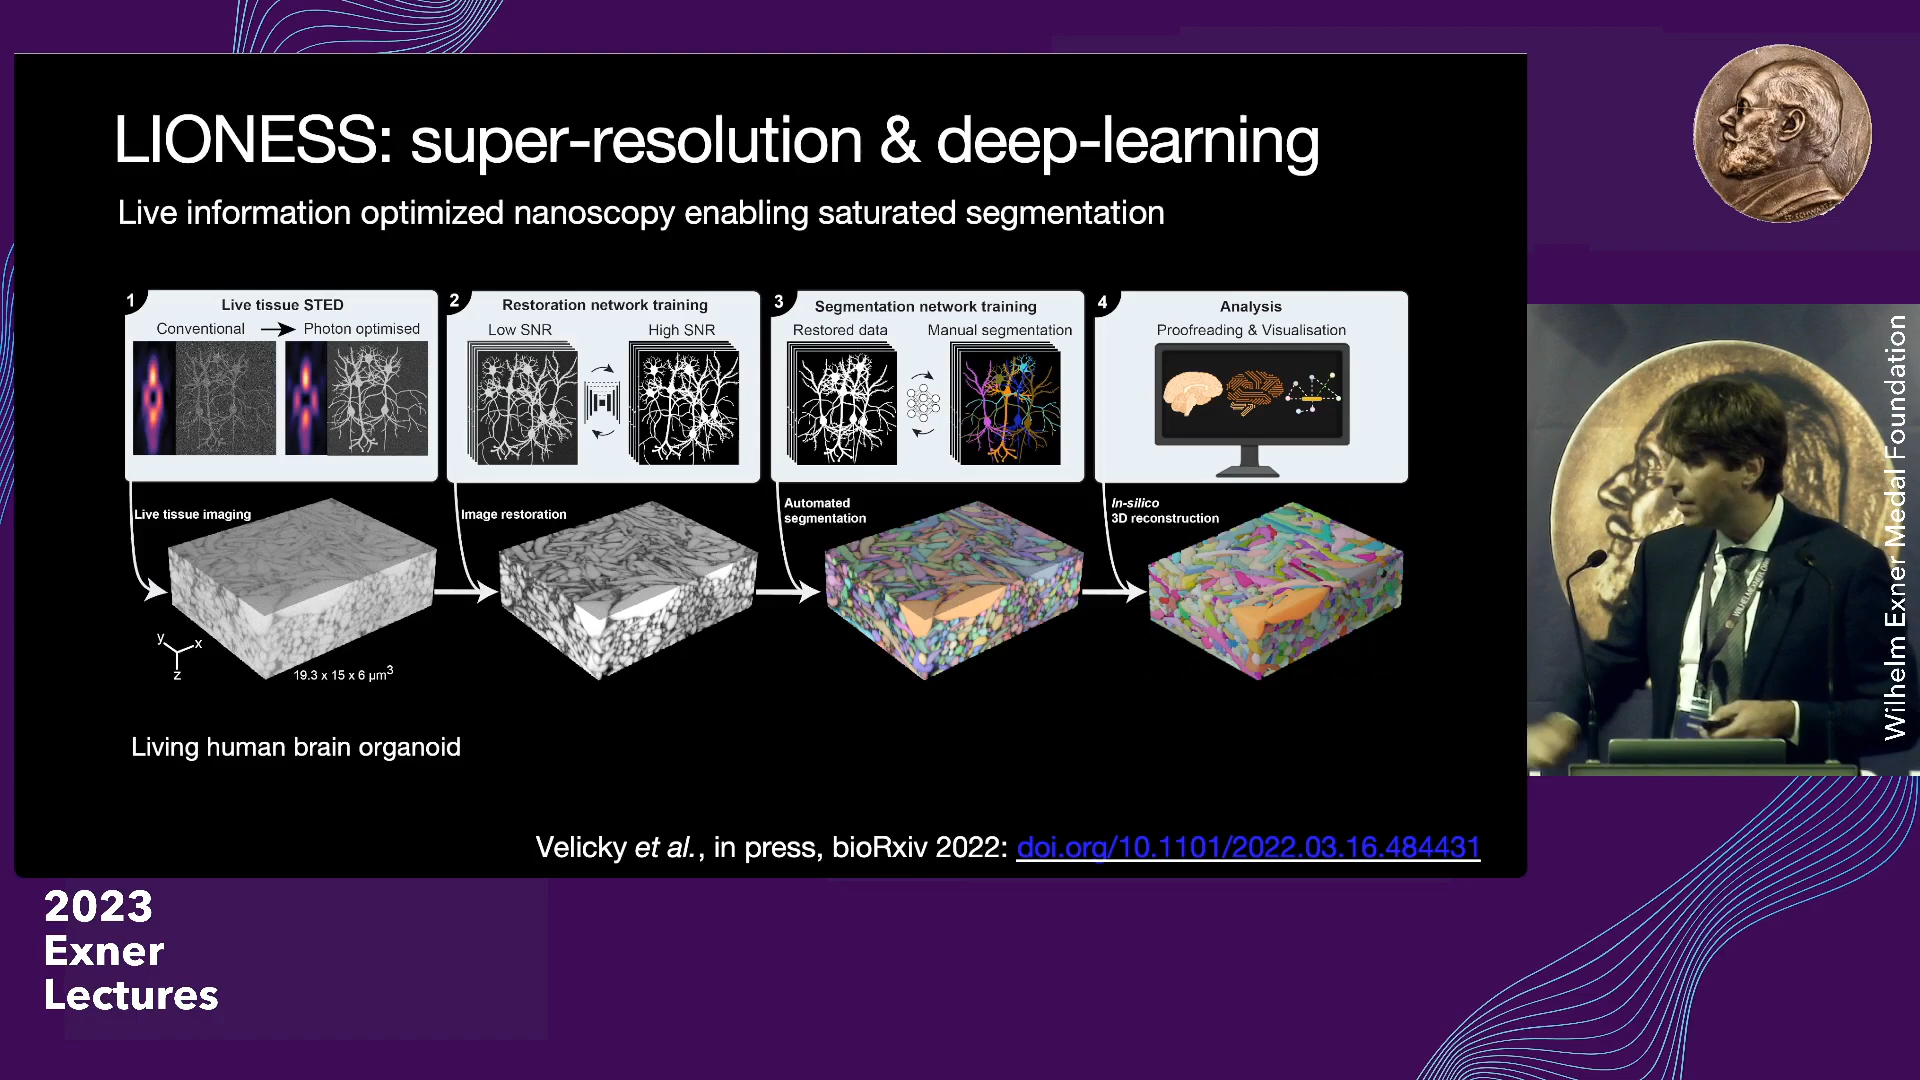 LIONESS: super-resolution & deep-learning
Live information optimized nanoscopy enabling saturated segmentation
1
Live tissue STED
Conventional
Photon optimised
2
Restoration network training
Low SNR
High SNR
3
Segmentation network training
Restored data
Manual segmentation
4
Analysis
Proofreading & Visualisation
Live tissue imaging
Image restoration
Automated
segmentation
In-silico
3D reconstruction
y
x
z
19.3 x 15 x 6 µm³
Living human brain organoid
Velicky et al., in press, bioRxiv 2022: doi.org/10.1101/2022.03.16.484431
Wilhelm Exner Medal Foundation
2023
Exner
Lectures